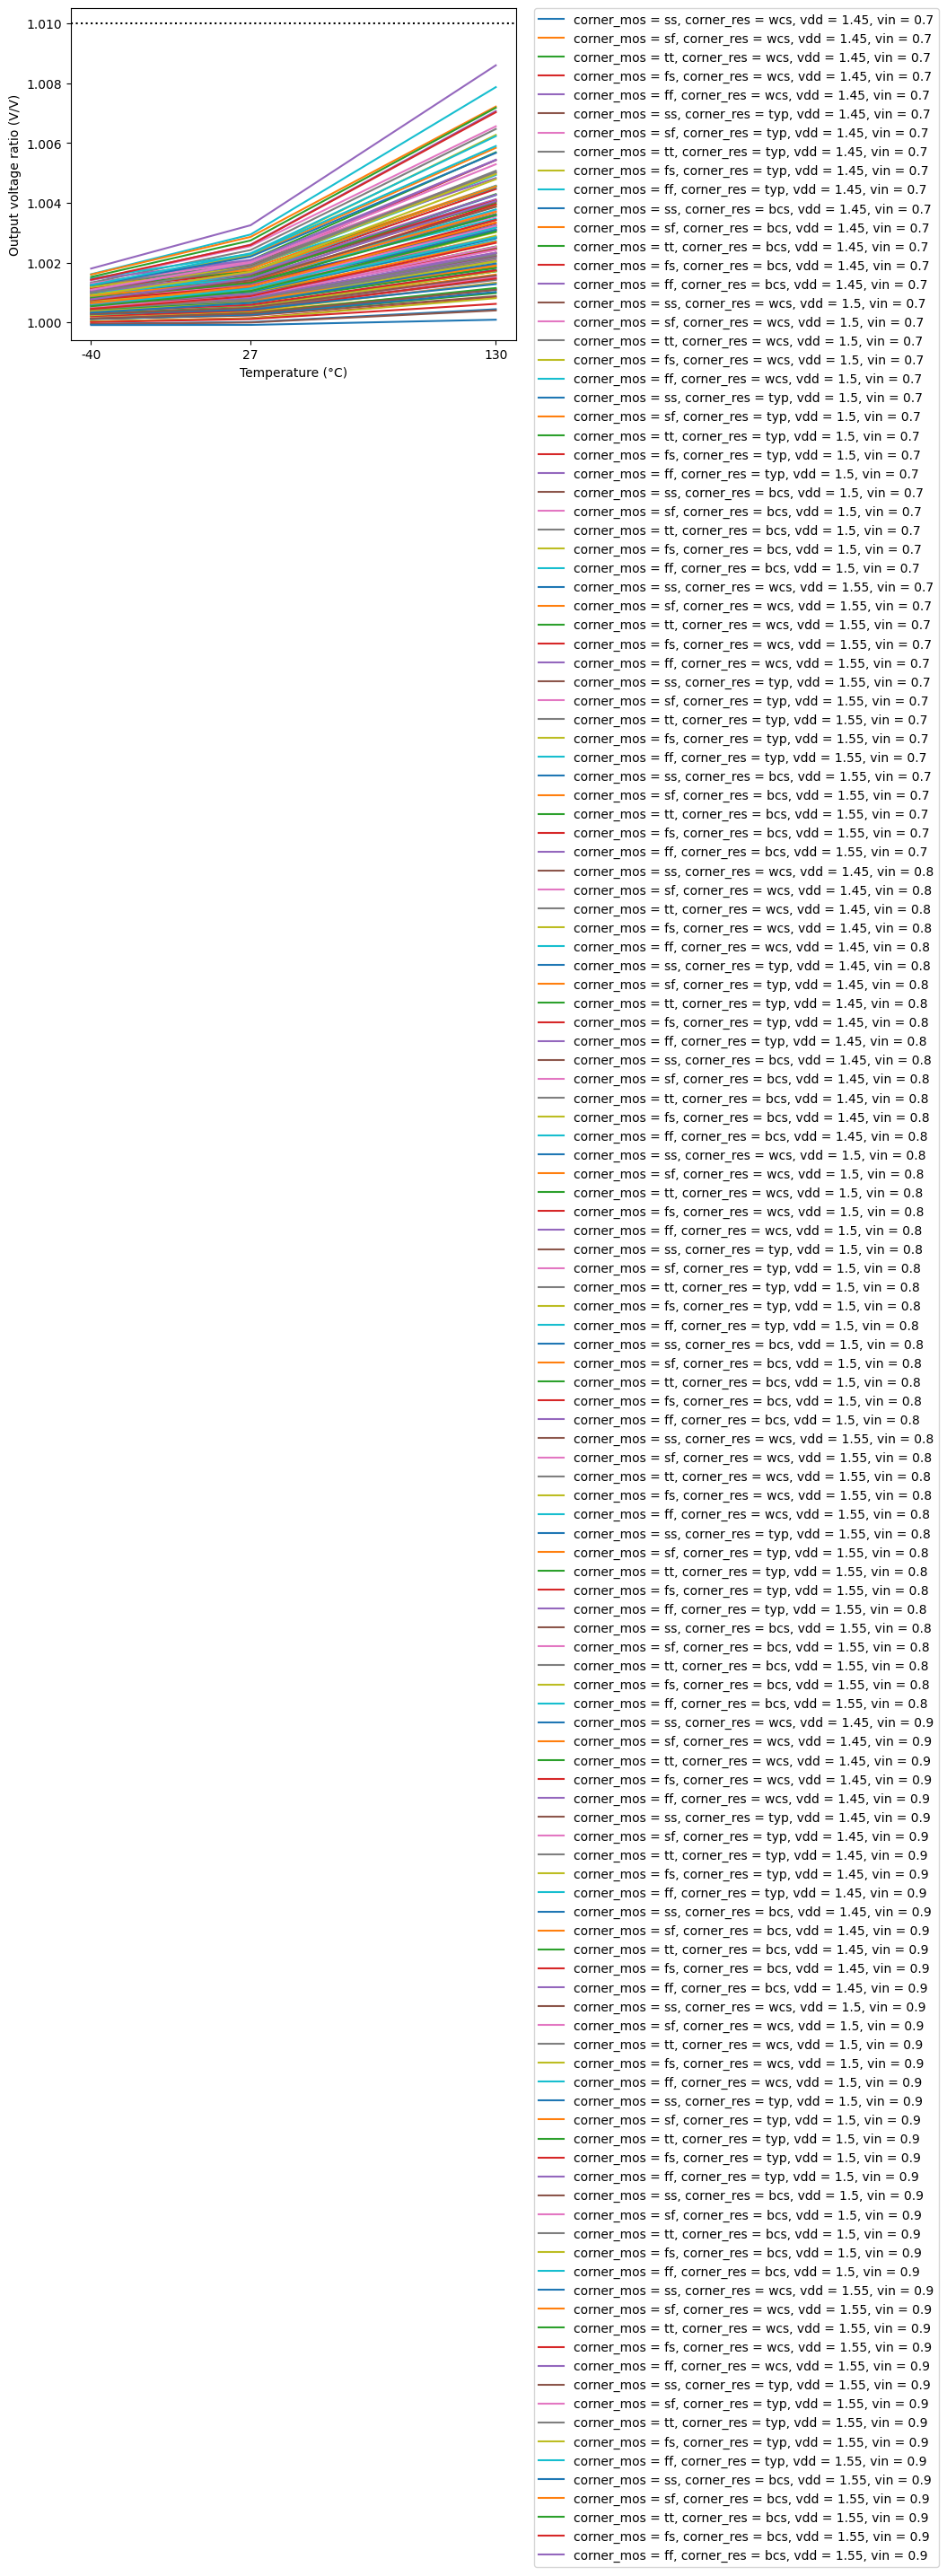 1.010
1.008
1.006
1.004
1.002
1.000
Output voltage ratio (V/V)
-40
27
130
Temperature (°C)
corner_mos = ss, corner_res = wcs, vdd = 1.45, vin = 0.7
corner_mos = sf, corner_res = wcs, vdd = 1.45, vin = 0.7
corner_mos = tt, corner_res = wcs, vdd = 1.45, vin = 0.7
corner_mos = fs, corner_res = wcs, vdd = 1.45, vin = 0.7
corner_mos = ff, corner_res = wcs, vdd = 1.45, vin = 0.7
corner_mos = ss, corner_res = typ, vdd = 1.45, vin = 0.7
corner_mos = sf, corner_res = typ, vdd = 1.45, vin = 0.7
corner_mos = tt, corner_res = typ, vdd = 1.45, vin = 0.7
corner_mos = fs, corner_res = typ, vdd = 1.45, vin = 0.7
corner_mos = ff, corner_res = typ, vdd = 1.45, vin = 0.7
corner_mos = ss, corner_res = bcs, vdd = 1.45, vin = 0.7
corner_mos = sf, corner_res = bcs, vdd = 1.45, vin = 0.7
corner_mos = tt, corner_res = bcs, vdd = 1.45, vin = 0.7
corner_mos = fs, corner_res = bcs, vdd = 1.45, vin = 0.7
corner_mos = ff, corner_res = bcs, vdd = 1.45, vin = 0.7
corner_mos = ss, corner_res = wcs, vdd = 1.5, vin = 0.7
corner_mos = sf, corner_res = wcs, vdd = 1.5, vin = 0.7
corner_mos = tt, corner_res = wcs, vdd = 1.5, vin = 0.7
corner_mos = fs, corner_res = wcs, vdd = 1.5, vin = 0.7
corner_mos = ff, corner_res = wcs, vdd = 1.5, vin = 0.7
corner_mos = ss, corner_res = typ, vdd = 1.5, vin = 0.7
corner_mos = sf, corner_res = typ, vdd = 1.5, vin = 0.7
corner_mos = tt, corner_res = typ, vdd = 1.5, vin = 0.7
corner_mos = fs, corner_res = typ, vdd = 1.5, vin = 0.7
corner_mos = ff, corner_res = typ, vdd = 1.5, vin = 0.7
corner_mos = ss, corner_res = bcs, vdd = 1.5, vin = 0.7
corner_mos = sf, corner_res = bcs, vdd = 1.5, vin = 0.7
corner_mos = tt, corner_res = bcs, vdd = 1.5, vin = 0.7
corner_mos = fs, corner_res = bcs, vdd = 1.5, vin = 0.7
corner_mos = ff, corner_res = bcs, vdd = 1.5, vin = 0.7
corner_mos = ss, corner_res = wcs, vdd = 1.55, vin = 0.7
corner_mos = sf, corner_res = wcs, vdd = 1.55, vin = 0.7
corner_mos = tt, corner_res = wcs, vdd = 1.55, vin = 0.7
corner_mos = fs, corner_res = wcs, vdd = 1.55, vin = 0.7
corner_mos = ff, corner_res = wcs, vdd = 1.55, vin = 0.7
corner_mos = ss, corner_res = typ, vdd = 1.55, vin = 0.7
corner_mos = sf, corner_res = typ, vdd = 1.55, vin = 0.7
corner_mos = tt, corner_res = typ, vdd = 1.55, vin = 0.7
corner_mos = fs, corner_res = typ, vdd = 1.55, vin = 0.7
corner_mos = ff, corner_res = typ, vdd = 1.55, vin = 0.7
corner_mos = ss, corner_res = bcs, vdd = 1.55, vin = 0.7
corner_mos = sf, corner_res = bcs, vdd = 1.55, vin = 0.7
corner_mos = tt, corner_res = bcs, vdd = 1.55, vin = 0.7
corner_mos = fs, corner_res = bcs, vdd = 1.55, vin = 0.7
corner_mos = ff, corner_res = bcs, vdd = 1.55, vin = 0.7
corner_mos = ss, corner_res = wcs, vdd = 1.45, vin = 0.8
corner_mos = sf, corner_res = wcs, vdd = 1.45, vin = 0.8
corner_mos = tt, corner_res = wcs, vdd = 1.45, vin = 0.8
corner_mos = fs, corner_res = wcs, vdd = 1.45, vin = 0.8
corner_mos = ff, corner_res = wcs, vdd = 1.45, vin = 0.8
corner_mos = ss, corner_res = typ, vdd = 1.45, vin = 0.8
corner_mos = sf, corner_res = typ, vdd = 1.45, vin = 0.8
corner_mos = tt, corner_res = typ, vdd = 1.45, vin = 0.8
corner_mos = fs, corner_res = typ, vdd = 1.45, vin = 0.8
corner_mos = ff, corner_res = typ, vdd = 1.45, vin = 0.8
corner_mos = ss, corner_res = bcs, vdd = 1.45, vin = 0.8
corner_mos = sf, corner_res = bcs, vdd = 1.45, vin = 0.8
corner_mos = tt, corner_res = bcs, vdd = 1.45, vin = 0.8
corner_mos = fs, corner_res = bcs, vdd = 1.45, vin = 0.8
corner_mos = ff, corner_res = bcs, vdd = 1.45, vin = 0.8
corner_mos = ss, corner_res = wcs, vdd = 1.5, vin = 0.8
corner_mos = sf, corner_res = wcs, vdd = 1.5, vin = 0.8
corner_mos = tt, corner_res = wcs, vdd = 1.5, vin = 0.8
corner_mos = fs, corner_res = wcs, vdd = 1.5, vin = 0.8
corner_mos = ff, corner_res = wcs, vdd = 1.5, vin = 0.8
corner_mos = ss, corner_res = typ, vdd = 1.5, vin = 0.8
corner_mos = sf, corner_res = typ, vdd = 1.5, vin = 0.8
corner_mos = tt, corner_res = typ, vdd = 1.5, vin = 0.8
corner_mos = fs, corner_res = typ, vdd = 1.5, vin = 0.8
corner_mos = ff, corner_res = typ, vdd = 1.5, vin = 0.8
corner_mos = ss, corner_res = bcs, vdd = 1.5, vin = 0.8
corner_mos = sf, corner_res = bcs, vdd = 1.5, vin = 0.8
corner_mos = tt, corner_res = bcs, vdd = 1.5, vin = 0.8
corner_mos = fs, corner_res = bcs, vdd = 1.5, vin = 0.8
corner_mos = ff, corner_res = bcs, vdd = 1.5, vin = 0.8
corner_mos = ss, corner_res = wcs, vdd = 1.55, vin = 0.8
corner_mos = sf, corner_res = wcs, vdd = 1.55, vin = 0.8
corner_mos = tt, corner_res = wcs, vdd = 1.55, vin = 0.8
corner_mos = fs, corner_res = wcs, vdd = 1.55, vin = 0.8
corner_mos = ff, corner_res = wcs, vdd = 1.55, vin = 0.8
corner_mos = ss, corner_res = typ, vdd = 1.55, vin = 0.8
corner_mos = sf, corner_res = typ, vdd = 1.55, vin = 0.8
corner_mos = tt, corner_res = typ, vdd = 1.55, vin = 0.8
corner_mos = fs, corner_res = typ, vdd = 1.55, vin = 0.8
corner_mos = ff, corner_res = typ, vdd = 1.55, vin = 0.8
corner_mos = ss, corner_res = bcs, vdd = 1.55, vin = 0.8
corner_mos = sf, corner_res = bcs, vdd = 1.55, vin = 0.8
corner_mos = tt, corner_res = bcs, vdd = 1.55, vin = 0.8
corner_mos = fs, corner_res = bcs, vdd = 1.55, vin = 0.8
corner_mos = ff, corner_res = bcs, vdd = 1.55, vin = 0.8
corner_mos = ss, corner_res = wcs, vdd = 1.45, vin = 0.9
corner_mos = sf, corner_res = wcs, vdd = 1.45, vin = 0.9
corner_mos = tt, corner_res = wcs, vdd = 1.45, vin = 0.9
corner_mos = fs, corner_res = wcs, vdd = 1.45, vin = 0.9
corner_mos = ff, corner_res = wcs, vdd = 1.45, vin = 0.9
corner_mos = ss, corner_res = typ, vdd = 1.45, vin = 0.9
corner_mos = sf, corner_res = typ, vdd = 1.45, vin = 0.9
corner_mos = tt, corner_res = typ, vdd = 1.45, vin = 0.9
corner_mos = fs, corner_res = typ, vdd = 1.45, vin = 0.9
corner_mos = ff, corner_res = typ, vdd = 1.45, vin = 0.9
corner_mos = ss, corner_res = bcs, vdd = 1.45, vin = 0.9
corner_mos = sf, corner_res = bcs, vdd = 1.45, vin = 0.9
corner_mos = tt, corner_res = bcs, vdd = 1.45, vin = 0.9
corner_mos = fs, corner_res = bcs, vdd = 1.45, vin = 0.9
corner_mos = ff, corner_res = bcs, vdd = 1.45, vin = 0.9
corner_mos = ss, corner_res = wcs, vdd = 1.5, vin = 0.9
corner_mos = sf, corner_res = wcs, vdd = 1.5, vin = 0.9
corner_mos = tt, corner_res = wcs, vdd = 1.5, vin = 0.9
corner_mos = fs, corner_res = wcs, vdd = 1.5, vin = 0.9
corner_mos = ff, corner_res = wcs, vdd = 1.5, vin = 0.9
corner_mos = ss, corner_res = typ, vdd = 1.5, vin = 0.9
corner_mos = sf, corner_res = typ, vdd = 1.5, vin = 0.9
corner_mos = tt, corner_res = typ, vdd = 1.5, vin = 0.9
corner_mos = fs, corner_res = typ, vdd = 1.5, vin = 0.9
corner_mos = ff, corner_res = typ, vdd = 1.5, vin = 0.9
corner_mos = ss, corner_res = bcs, vdd = 1.5, vin = 0.9
corner_mos = sf, corner_res = bcs, vdd = 1.5, vin = 0.9
corner_mos = tt, corner_res = bcs, vdd = 1.5, vin = 0.9
corner_mos = fs, corner_res = bcs, vdd = 1.5, vin = 0.9
corner_mos = ff, corner_res = bcs, vdd = 1.5, vin = 0.9
corner_mos = ss, corner_res = wcs, vdd = 1.55, vin = 0.9
corner_mos = sf, corner_res = wcs, vdd = 1.55, vin = 0.9
corner_mos = tt, corner_res = wcs, vdd = 1.55, vin = 0.9
corner_mos = fs, corner_res = wcs, vdd = 1.55, vin = 0.9
corner_mos = ff, corner_res = wcs, vdd = 1.55, vin = 0.9
corner_mos = ss, corner_res = typ, vdd = 1.55, vin = 0.9
corner_mos = sf, corner_res = typ, vdd = 1.55, vin = 0.9
corner_mos = tt, corner_res = typ, vdd = 1.55, vin = 0.9
corner_mos = fs, corner_res = typ, vdd = 1.55, vin = 0.9
corner_mos = ff, corner_res = typ, vdd = 1.55, vin = 0.9
corner_mos = ss, corner_res = bcs, vdd = 1.55, vin = 0.9
corner_mos = sf, corner_res = bcs, vdd = 1.55, vin = 0.9
corner_mos = tt, corner_res = bcs, vdd = 1.55, vin = 0.9
corner_mos = fs, corner_res = bcs, vdd = 1.55, vin = 0.9
corner_mos = ff, corner_res = bcs, vdd = 1.55, vin = 0.9